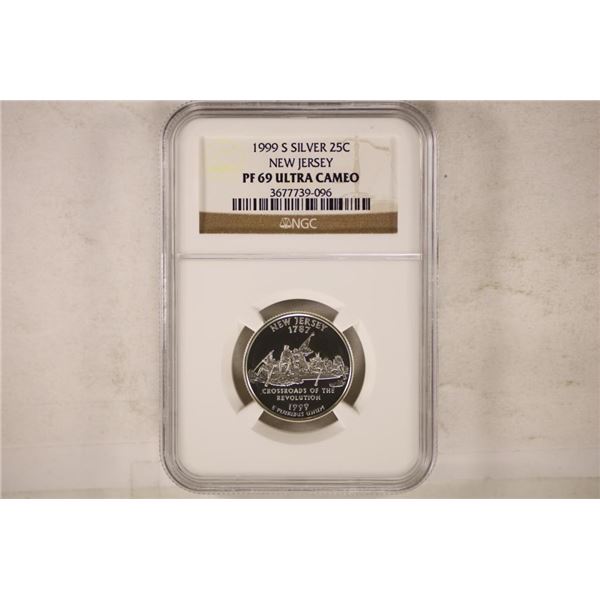 1999 S SILVER 25C
NEW JERSEY
PF 69 ULTRA CAMEO
3677739-096
NGC
NEW JERSEY
1787
CROSSROADS OF THE
REVOLUTION
1999
E PLURIBUS UNUM